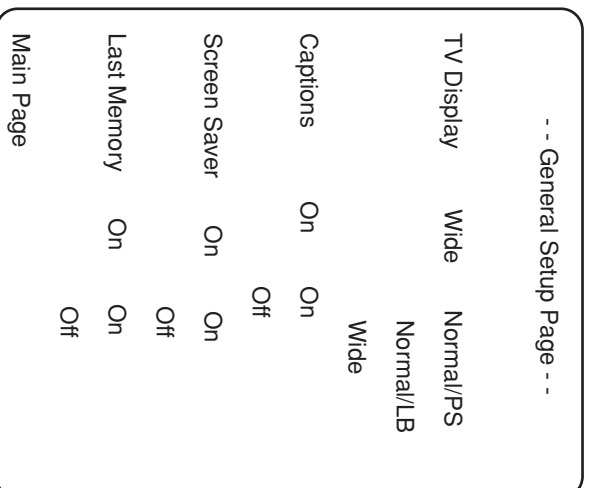 - - General Setup Page - -
TV Display Wide Normal/PS
Normal/LB
Wide
Captions On On
Off
Screen Saver On On
Off
Last Memory On On
Off
Main Page